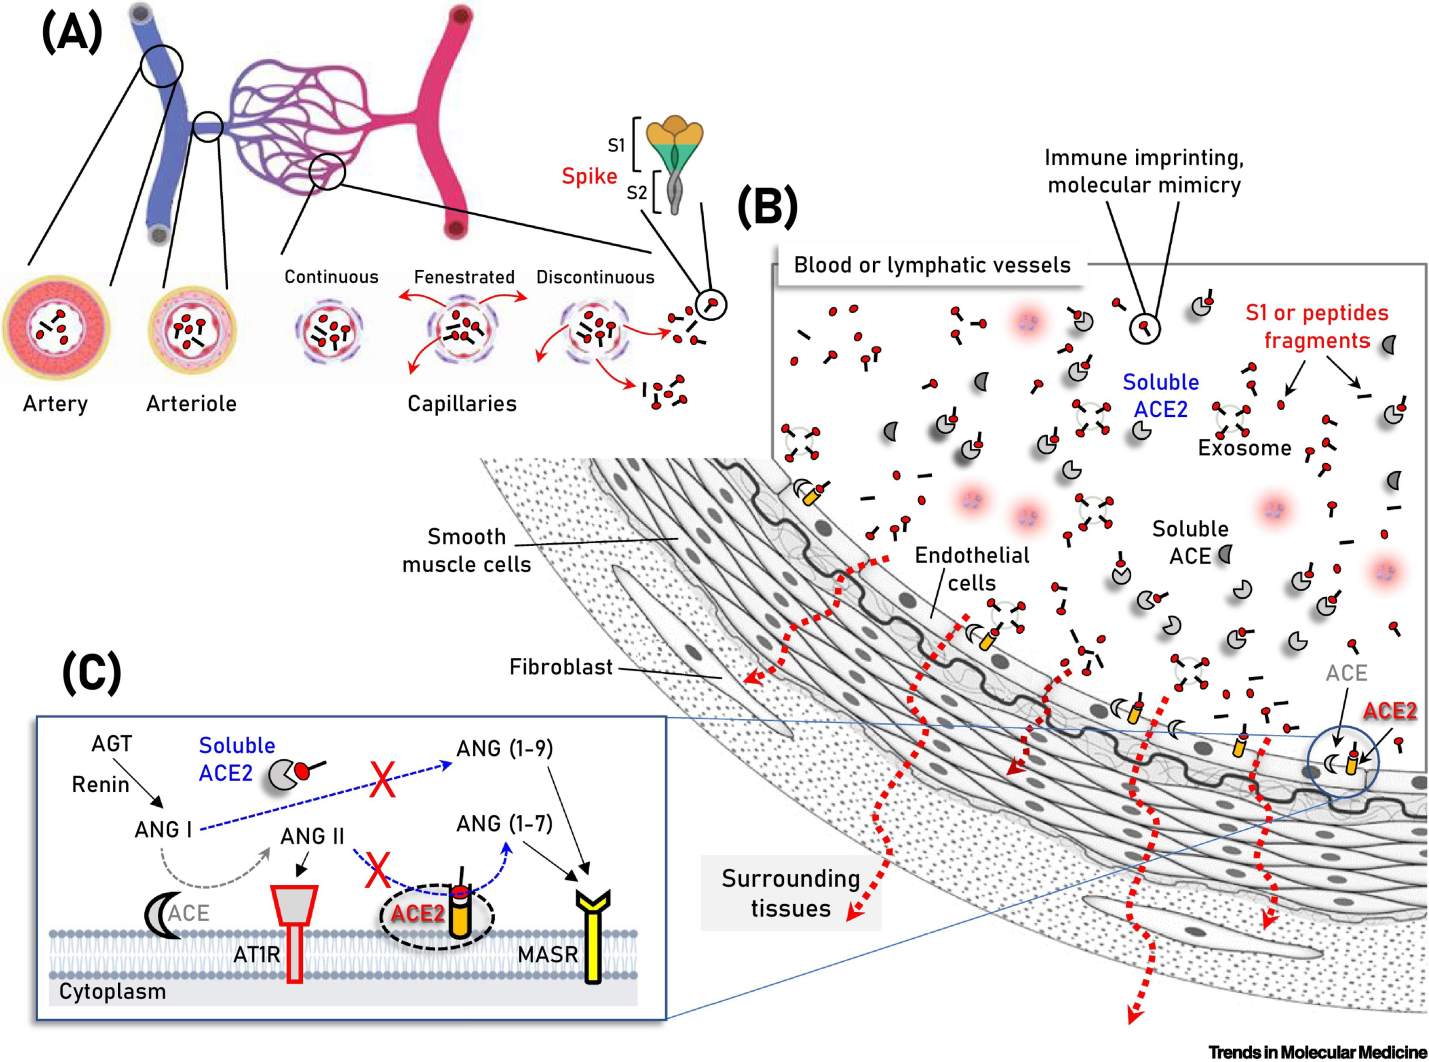 (A)
S1
Spike
S2
Continuous
Fenestrated
Discontinuous
Artery
Arteriole
Capillaries
(B)
Immune imprinting,
molecular mimicry
Blood or lymphatic vessels
S1 or peptides
fragments
Soluble
ACE2
Exosome
Soluble
ACE
Smooth
muscle cells
Endothelial
cells
Fibroblast
ACE
ACE2
Surrounding
tissues
(C)
AGT
Renin
Soluble
ACE2
ANG (1-9)
ANG I
ANG II
ANG (1-7)
ACE
ACE2
AT1R
MASR
Cytoplasm
Trends in Molecular Medicine